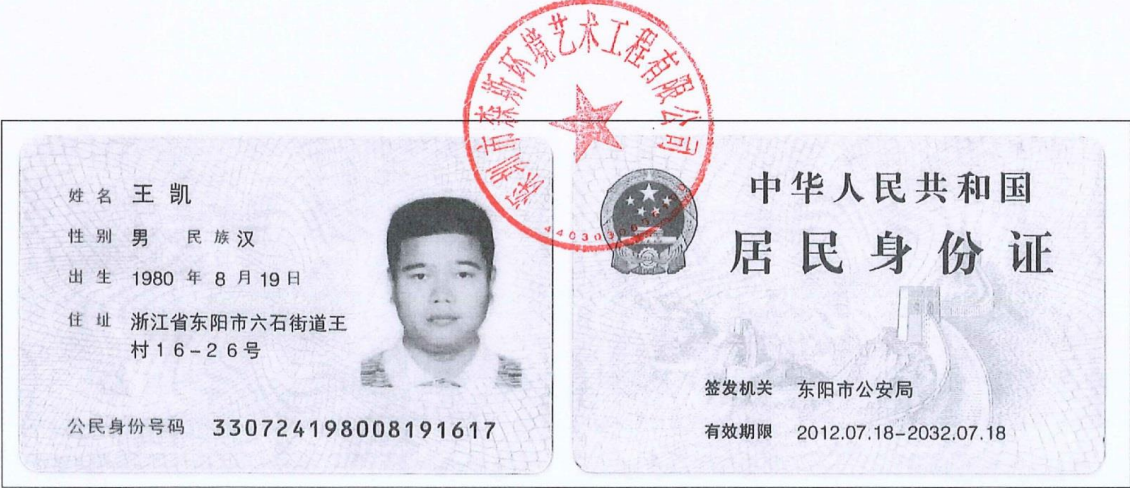 深圳市森斯环境艺术工程有限公司
姓名 王凯
性别 男 民族 汉
出生 1980 年 8 月 19 日
住址 浙江省东阳市六石街道王
村16-26号
公民身份号码 330724198008191617
中华人民共和国
居民身份证
签发机关 东阳市公安局
有效期限 2012.07.18-2032.07.18